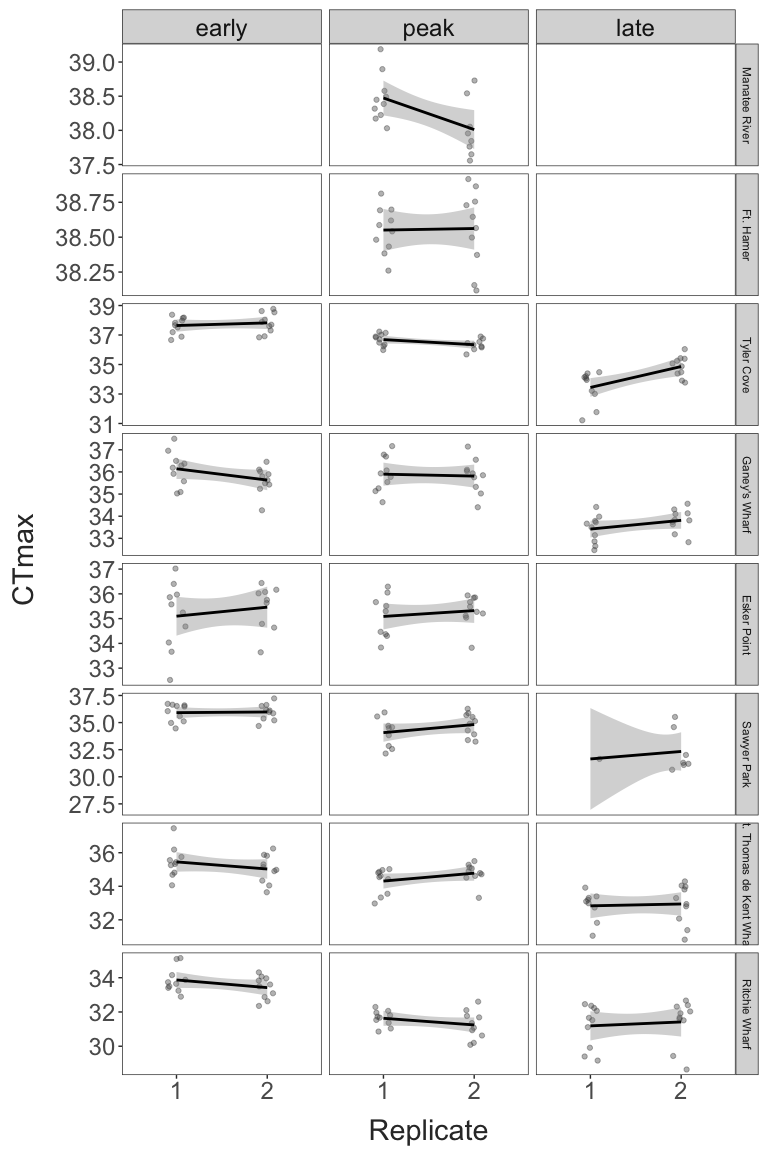 early peak late
39.0
38.5
38.0
37.5
Manatee River
38.75
38.50
38.25
Ft. Hamer
39
37
35
33
31
Tyler Cove
37
36
35
34
33
Ganey's Wharf
37
36
35
34
33
Esker Point
37.5
35.0
32.5
30.0
27.5
Sawyer Park
36
34
32
t. Thomas de Kent Wha
34
32
30
Ritchie Wharf
CTmax
1 2 1 2 1 2
Replicate